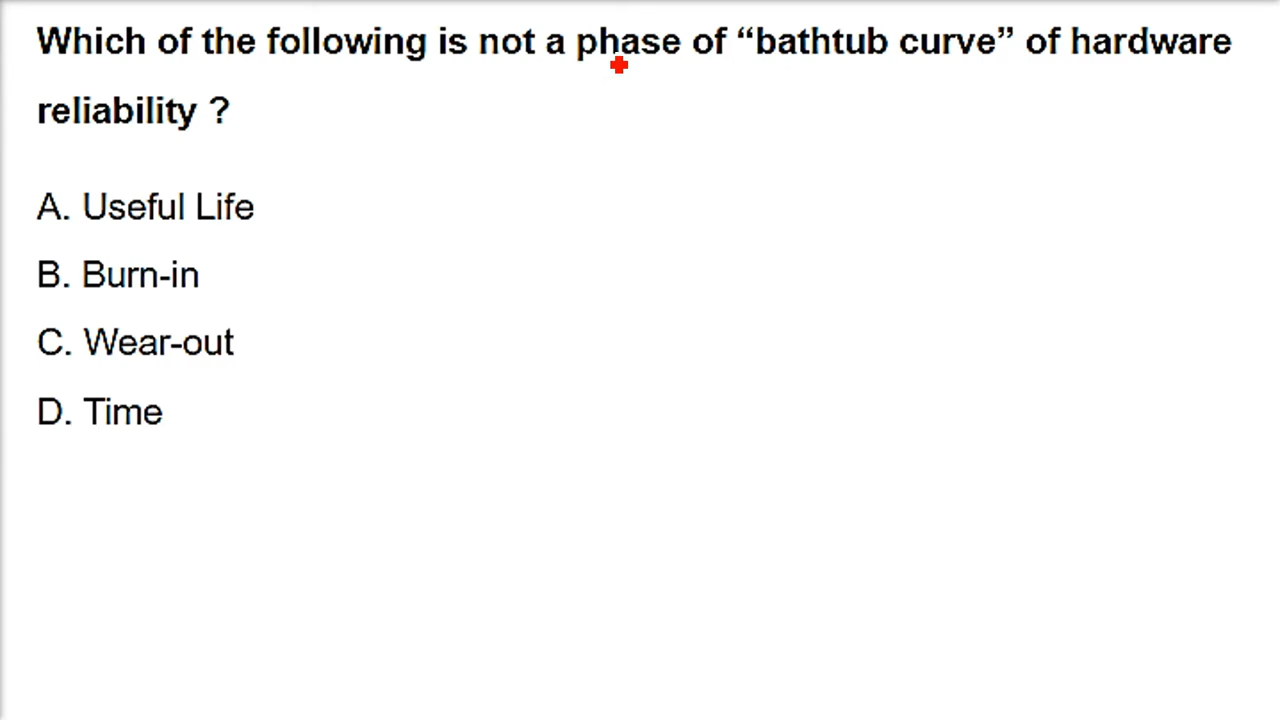 Which of the following is not a phase of “bathtub curve” of hardware
reliability ?
A. Useful Life
B. Burn-in
C. Wear-out
D. Time